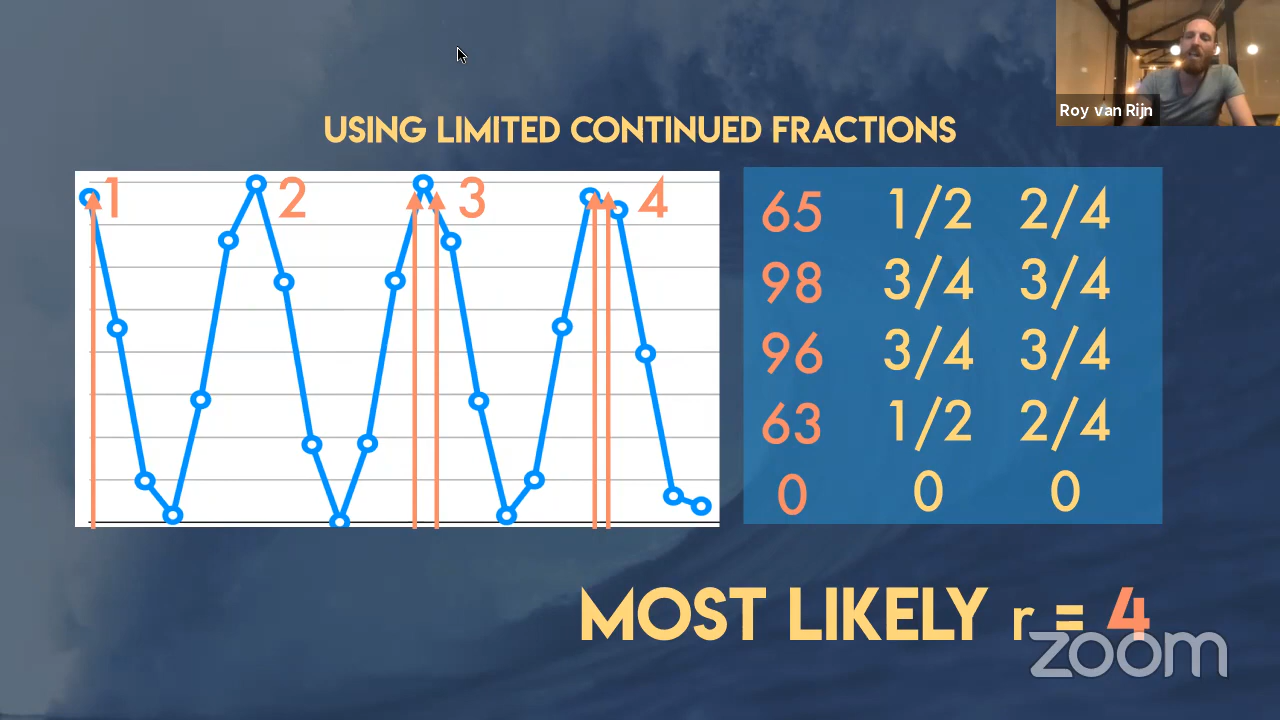 Roy van Rijn
USING LIMITED CONTINUED FRACTIONS
1 2 3 4
65 1/2 2/4
98 3/4 3/4
96 3/4 3/4
63 1/2 2/4
0 0 0
MOST LIKELY r = 4
zoom